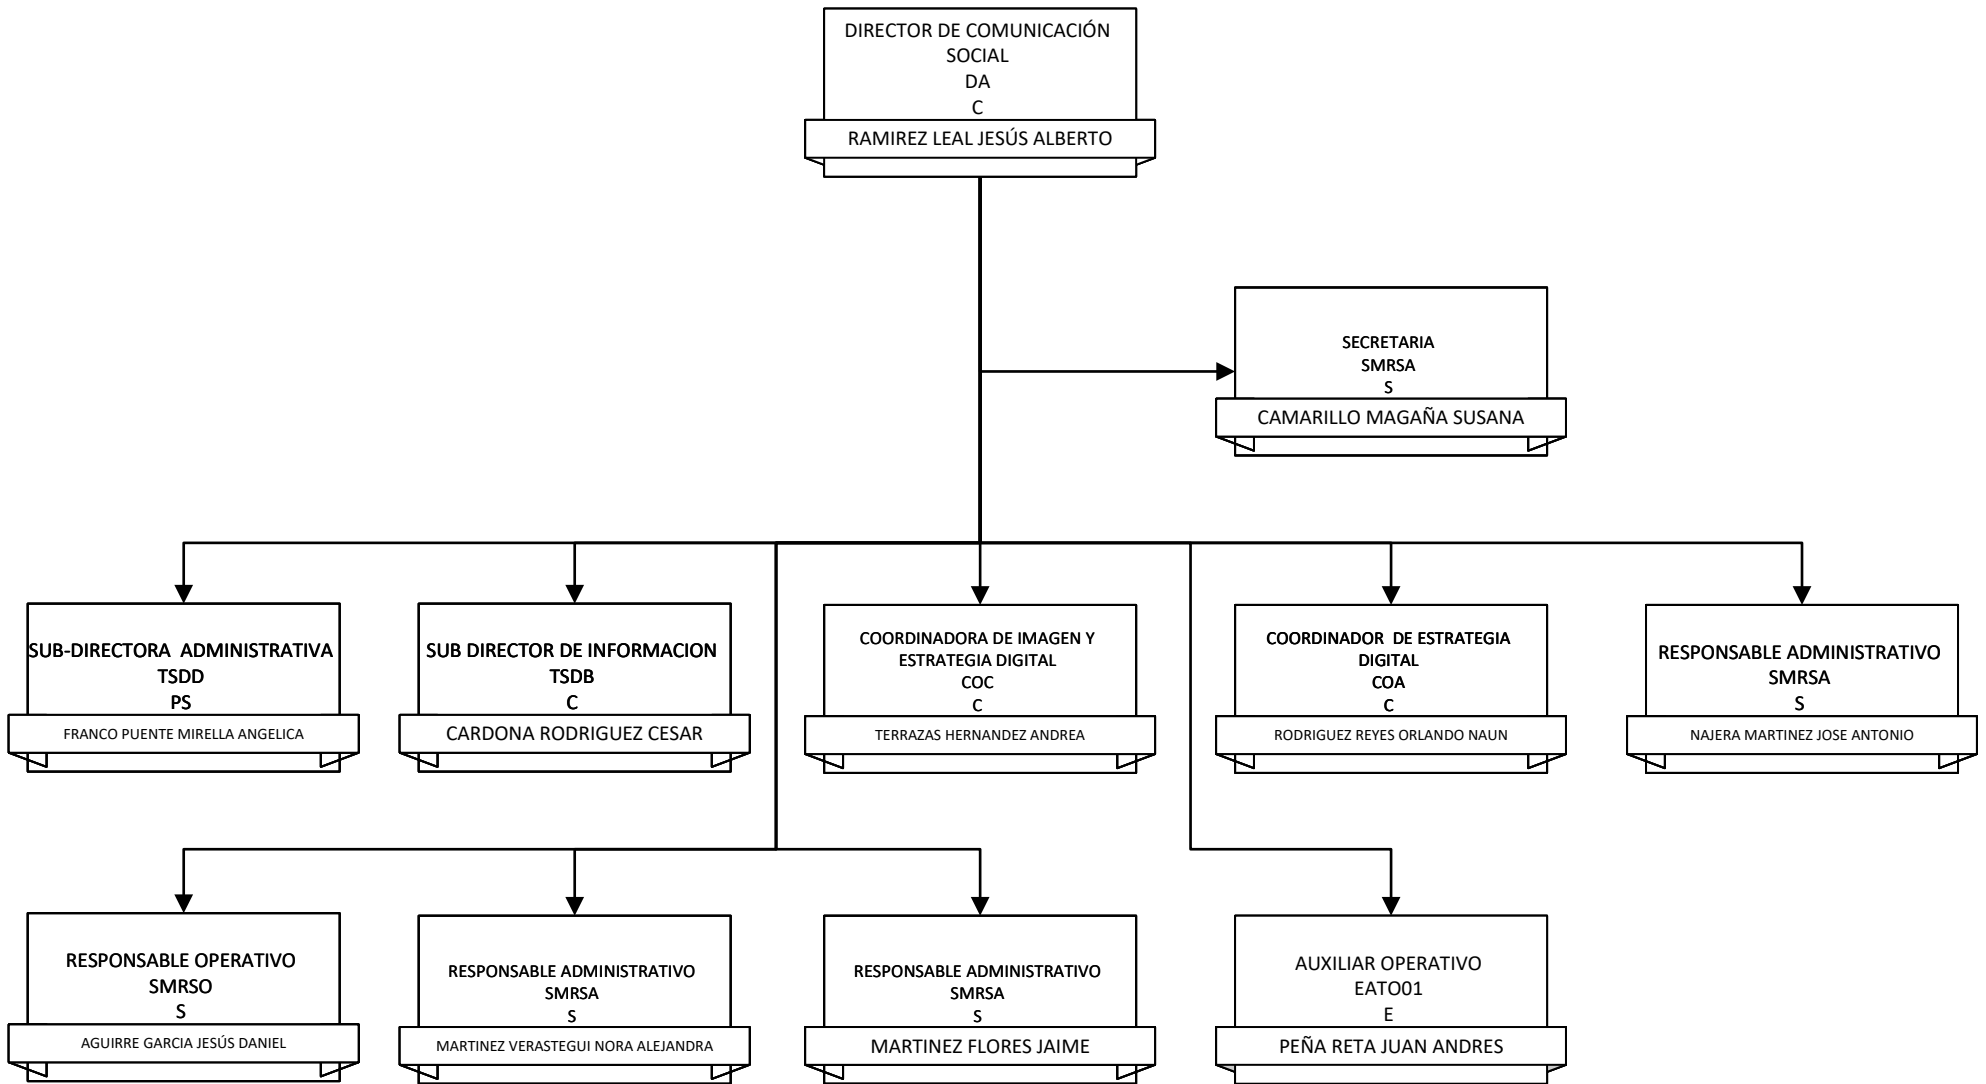 DIRECTOR DE COMUNICACIÓN
SOCIAL
DA
C
RAMIREZ LEAL JESÚS ALBERTO
SECRETARIA
SMRSA
S
CAMARILLO MAGAÑA SUSANA
SUB-DIRECTORA ADMINISTRATIVA
TSDD
PS
FRANCO PUENTE MIRELLA ANGELICA
SUB DIRECTOR DE INFORMACION
TSDB
C
CARDONA RODRIGUEZ CESAR
COORDINADORA DE IMAGEN Y
ESTRATEGIA DIGITAL
COC
C
TERRAZAS HERNANDEZ ANDREA
COORDINADOR DE ESTRATEGIA
DIGITAL
COA
C
RODRIGUEZ REYES ORLANDO NAUN
RESPONSABLE ADMINISTRATIVO
SMRSA
S
NAJERA MARTINEZ JOSE ANTONIO
RESPONSABLE OPERATIVO
SMRSO
S
AGUIRRE GARCIA JESÚS DANIEL
RESPONSABLE ADMINISTRATIVO
SMRSA
S
MARTINEZ VERASTEGUI NORA ALEJANDRA
RESPONSABLE ADMINISTRATIVO
SMRSA
S
MARTINEZ FLORES JAIME
AUXILIAR OPERATIVO
EATO01
E
PEÑA RETA JUAN ANDRES